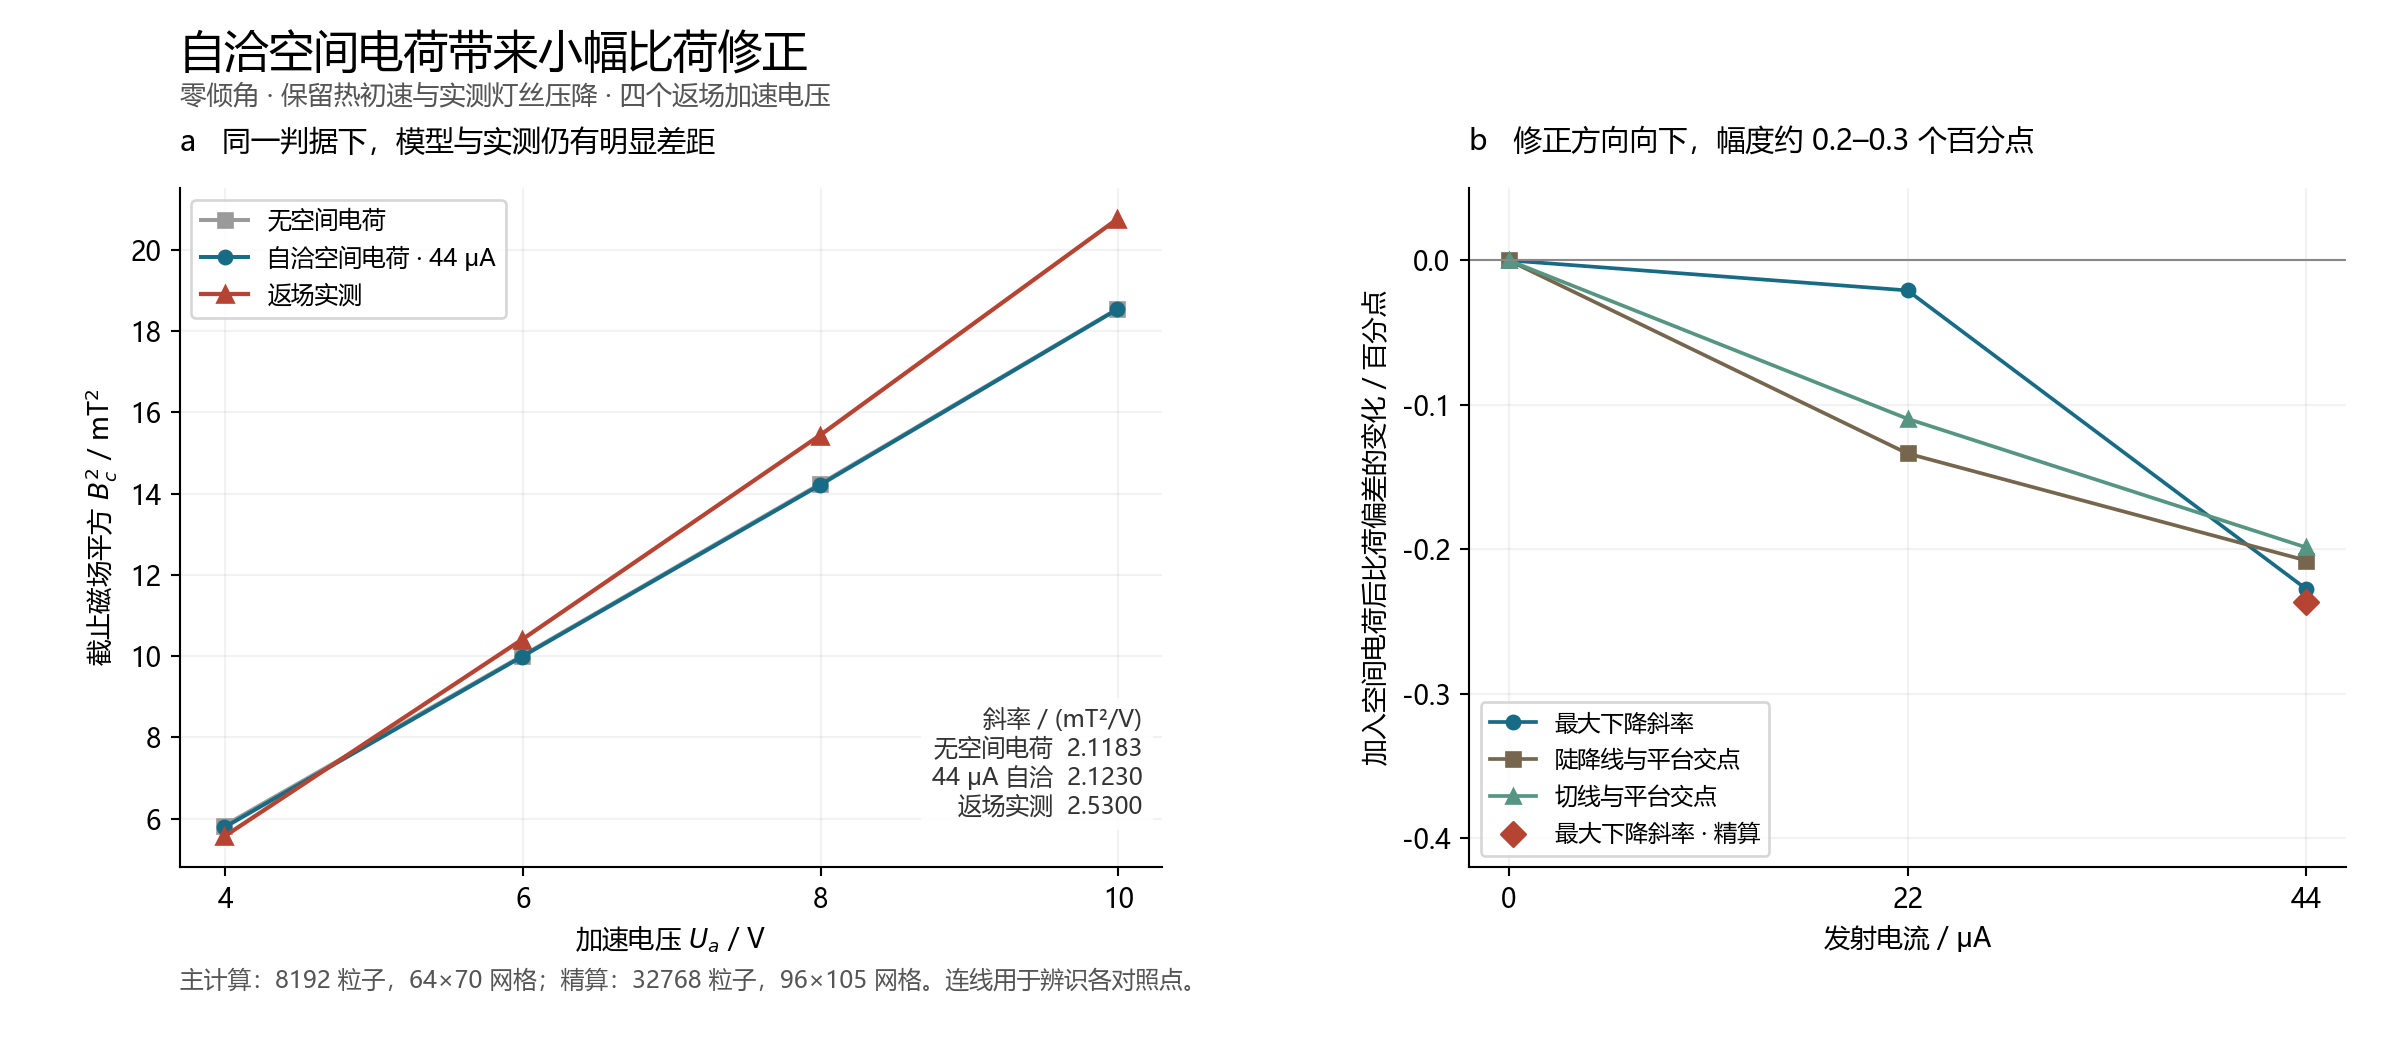 自洽空间电荷带来小幅比荷修正
零倾角 · 保留热初速与实测灯丝压降 · 四个返场加速电压
a 同一判据下，模型与实测仍有明显差距
无空间电荷
自洽空间电荷 · 44 μA
返场实测
20
18
16
14
12
10
8
6
截止磁场平方 B_c² / mT²
斜率 / (mT²/V)
无空间电荷 2.1183
44 μA 自洽 2.1230
返场实测 2.5300
4 6 8 10
加速电压 U_a / V
b 修正方向向下，幅度约 0.2–0.3 个百分点
0.0
-0.1
-0.2
-0.3
-0.4
加入空间电荷后比荷偏差的变化 / 百分点
最大下降斜率
陡降线与平台交点
切线与平台交点
最大下降斜率 · 精算
0 22 44
发射电流 / μA
主计算：8192 粒子，64×70 网格；精算：32768 粒子，96×105 网格。连线用于辨识各对照点。